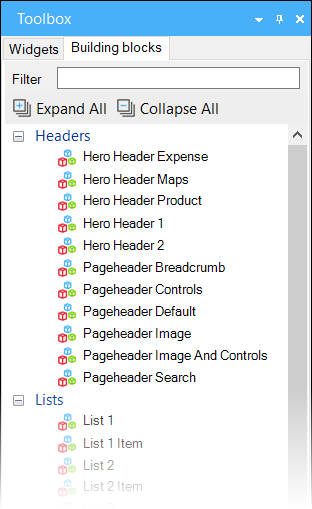 Toolbox
Widgets Building blocks
Filter
Expand All Collapse All
Headers
Hero Header Expense
Hero Header Maps
Hero Header Product
Hero Header 1
Hero Header 2
Pageheader Breadcrumb
Pageheader Controls
Pageheader Default
Pageheader Image
Pageheader Image And Controls
Pageheader Search
Lists
List 1
List 1 Item
List 2
List 2 Item